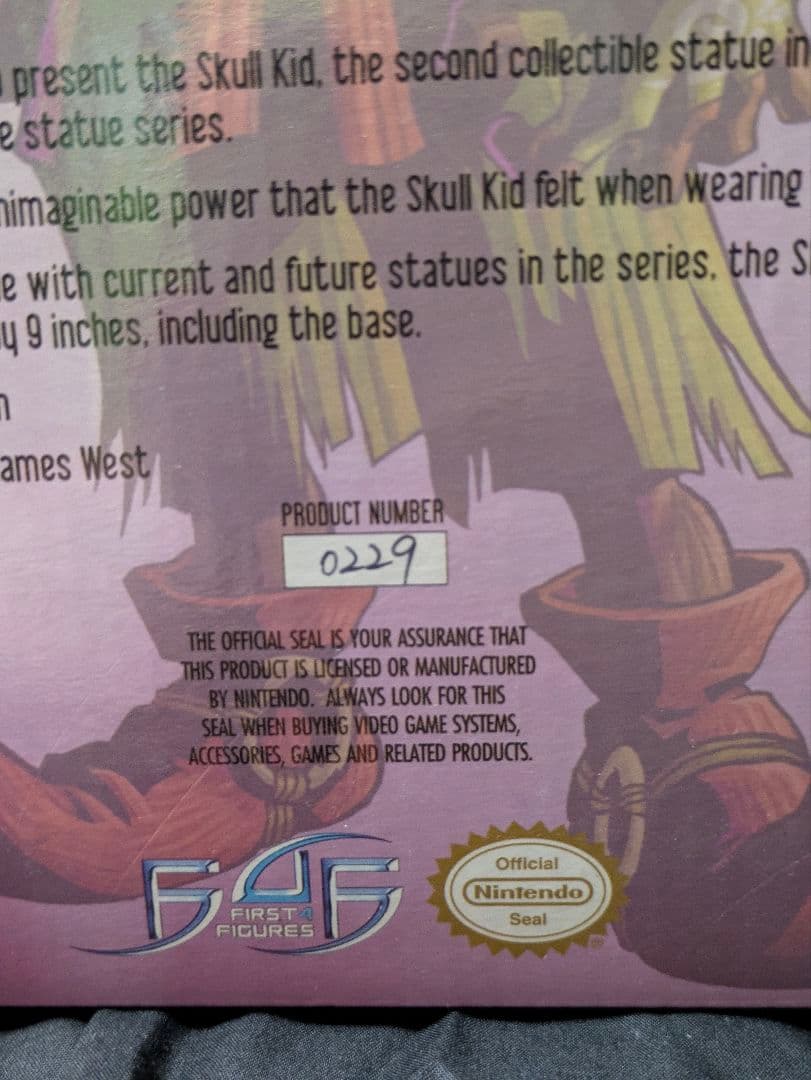 present the Skull Kid, the second collectible statue in
e statue series.
nimaginable power that the Skull Kid felt when wearing
e with current and future statues in the series, the S
y 9 inches, including the base.
n
ames West
PRODUCT NUMBER
0229
THE OFFICIAL SEAL IS YOUR ASSURANCE THAT
THIS PRODUCT IS LICENSED OR MANUFACTURED
BY NINTENDO. ALWAYS LOOK FOR THIS
SEAL WHEN BUYING VIDEO GAME SYSTEMS,
ACCESSORIES, GAMES AND RELATED PRODUCTS.
F4F
FIRST 4
FIGURES
Official
Nintendo
Seal
®